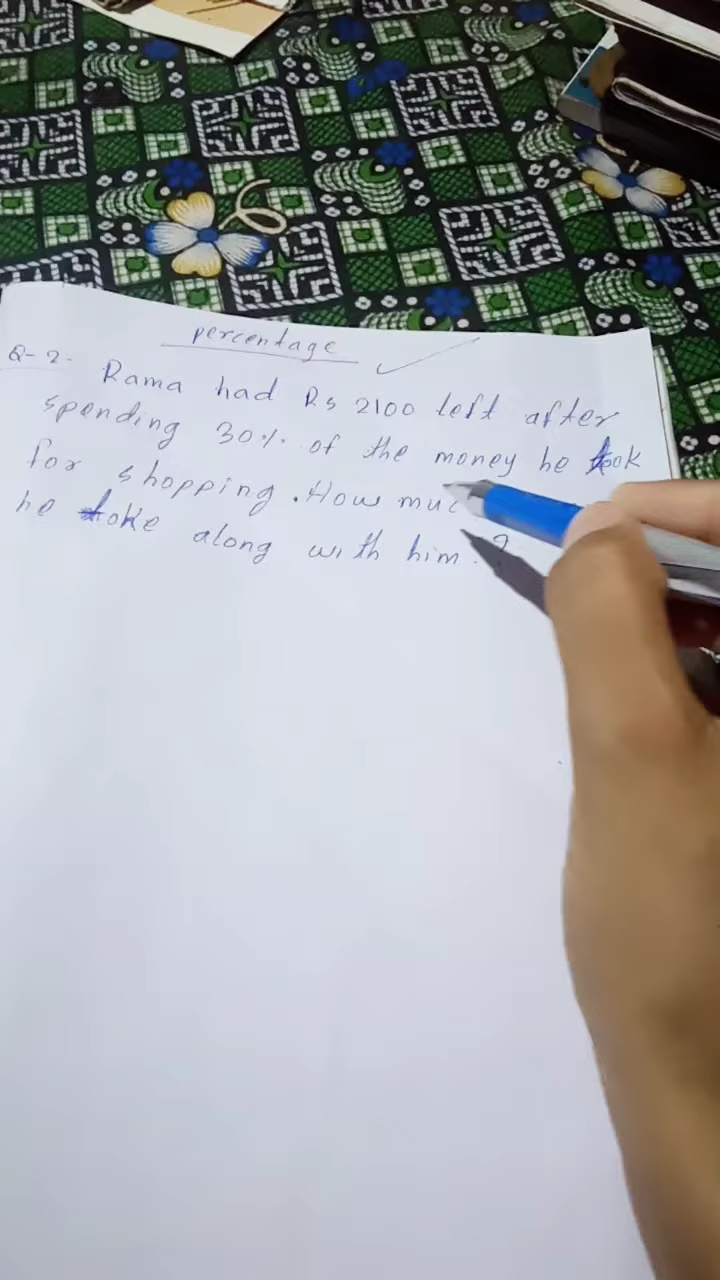 percentage
Q-2. Rama had Rs 2100 left after
spending 30% of the money he took
for shopping. How muc
he toke along with him. ?